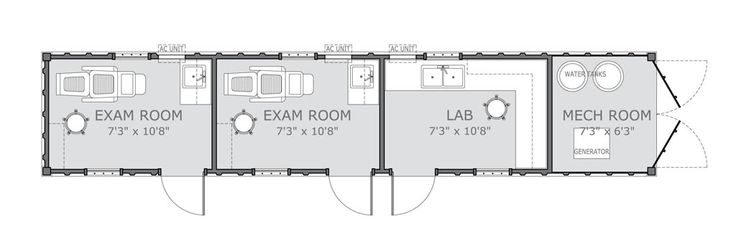 AC UNIT
AC UNIT
AC UNIT
EXAM ROOM
7'3" x 10'8"
EXAM ROOM
7'3" x 10'8"
LAB
7'3" x 10'8"
WATER TANKS
MECH ROOM
7'3" x 6'3"
GENERATOR